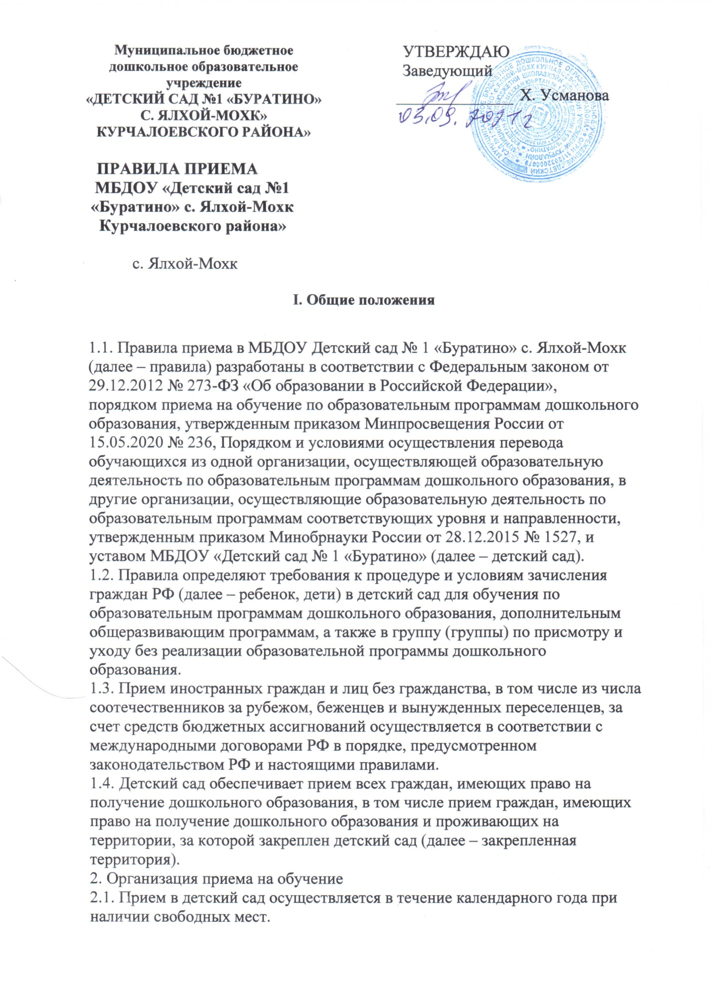 Муниципальное бюджетное
дошкольное образовательное
учреждение
«ДЕТСКИЙ САД №1 «БУРАТИНО»
С. ЯЛХОЙ-МОХК»
КУРЧАЛОЕВСКОГО РАЙОНА»
УТВЕРЖДАЮ
Заведующий
____________ Х. Усманова
03.09.2021г
ПРАВИЛА ПРИЕМА
МБДОУ «Детский сад №1
«Буратино» с. Ялхой-Мохк
Курчалоевского района»
с. Ялхой-Мохк
I. Общие положения
1.1. Правила приема в МБДОУ Детский сад № 1 «Буратино» с. Ялхой-Мохк
(далее – правила) разработаны в соответствии с Федеральным законом от
29.12.2012 № 273-ФЗ «Об образовании в Российской Федерации»,
порядком приема на обучение по образовательным программам дошкольного
образования, утвержденным приказом Минпросвещения России от
15.05.2020 № 236, Порядком и условиями осуществления перевода
обучающихся из одной организации, осуществляющей образовательную
деятельность по образовательным программам дошкольного образования, в
другие организации, осуществляющие образовательную деятельность по
образовательным программам соответствующих уровня и направленности,
утвержденным приказом Минобрнауки России от 28.12.2015 № 1527, и
уставом МБДОУ «Детский сад № 1 «Буратино» (далее – детский сад).
1.2. Правила определяют требования к процедуре и условиям зачисления
граждан РФ (далее – ребенок, дети) в детский сад для обучения по
образовательным программам дошкольного образования, дополнительным
общеразвивающим программам, а также в группу (группы) по присмотру и
уходу без реализации образовательной программы дошкольного
образования.
1.3. Прием иностранных граждан и лиц без гражданства, в том числе из числа
соотечественников за рубежом, беженцев и вынужденных переселенцев, за
счет средств бюджетных ассигнований осуществляется в соответствии с
международными договорами РФ в порядке, предусмотренном
законодательством РФ и настоящими правилами.
1.4. Детский сад обеспечивает прием всех граждан, имеющих право на
получение дошкольного образования, в том числе прием граждан, имеющих
право на получение дошкольного образования и проживающих на
территории, за которой закреплен детский сад (далее – закрепленная
территория).
2. Организация приема на обучение
2.1. Прием в детский сад осуществляется в течение календарного года при
наличии свободных мест.